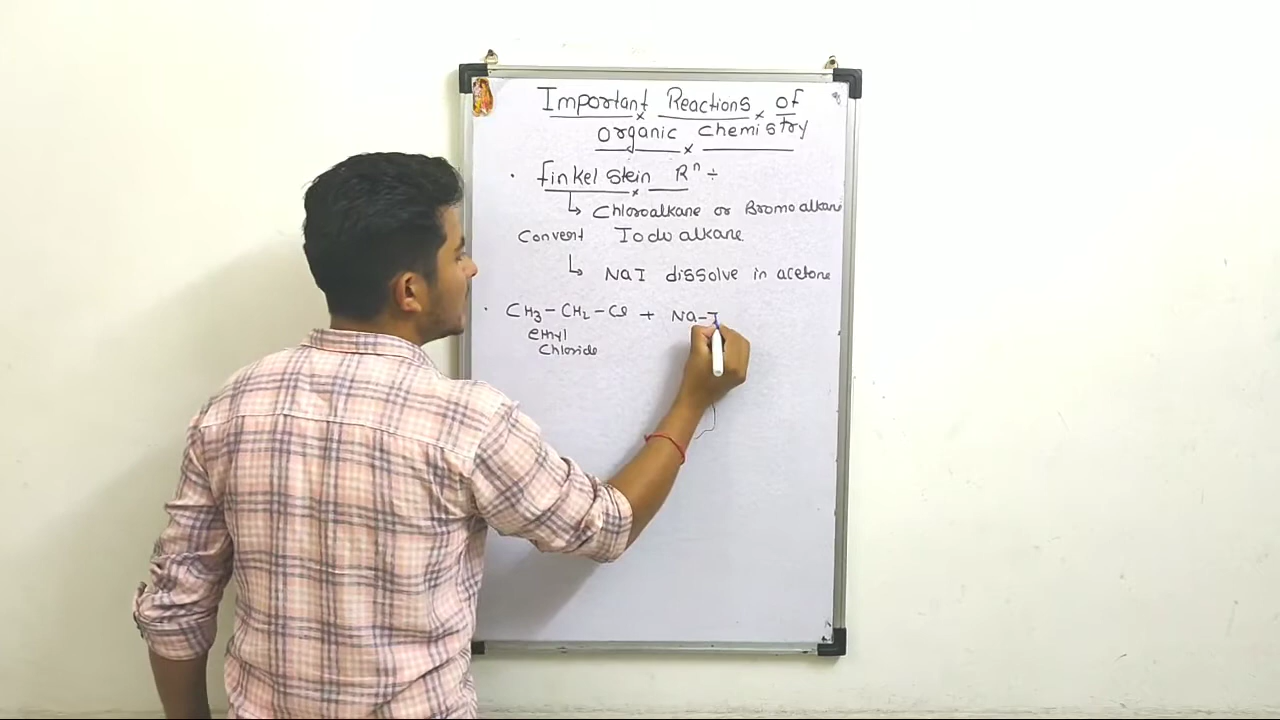 Important Reactions of
organic chemistry
• finkel stein Rⁿ ÷
↳ Chloroalkane or Bromoalkane
Convert Iodo alkane
↳ NaI dissolve in acetone
• CH₃-CH₂-Cl + Na-I
ethyl
Chloride